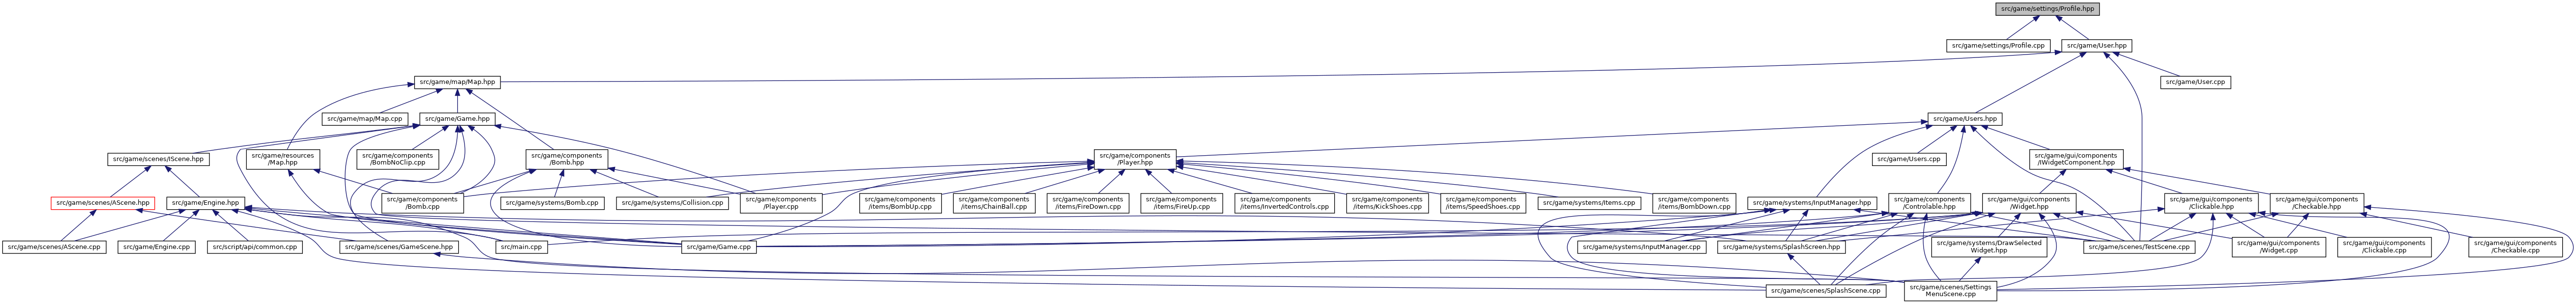 src/game/settings/Profile.hpp
src/game/settings/Profile.cpp
src/game/User.hpp
src/game/map/Map.hpp
src/game/User.cpp
src/game/map/Map.cpp
src/game/Game.hpp
src/game/Users.hpp
src/game/scenes/IScene.hpp
src/game/resources
/Map.hpp
src/game/components
/BombNoClip.cpp
src/game/components
/Bomb.hpp
src/game/components
/Player.hpp
src/game/Users.cpp
src/game/gui/components
/IWidgetComponent.hpp
src/game/scenes/AScene.hpp
src/game/Engine.hpp
src/game/components
/Bomb.cpp
src/game/systems/Bomb.cpp
src/game/systems/Collision.cpp
src/game/components
/Player.cpp
src/game/components
/items/BombUp.cpp
src/game/components
/items/ChainBall.cpp
src/game/components
/items/FireDown.cpp
src/game/components
/items/FireUp.cpp
src/game/components
/items/InvertedControls.cpp
src/game/components
/items/KickShoes.cpp
src/game/components
/items/SpeedShoes.cpp
src/game/systems/Items.cpp
src/game/components
/items/BombDown.cpp
src/game/systems/InputManager.hpp
src/game/components
/Controlable.hpp
src/game/gui/components
/Widget.hpp
src/game/gui/components
/Clickable.hpp
src/game/gui/components
/Checkable.hpp
src/game/scenes/AScene.cpp
src/game/Engine.cpp
src/script/api/common.cpp
src/game/scenes/GameScene.hpp
src/main.cpp
src/game/Game.cpp
src/game/systems/InputManager.cpp
src/game/systems/SplashScreen.hpp
src/game/systems/DrawSelected
Widget.hpp
src/game/scenes/TestScene.cpp
src/game/gui/components
/Widget.cpp
src/game/gui/components
/Clickable.cpp
src/game/gui/components
/Checkable.cpp
src/game/scenes/SplashScene.cpp
src/game/scenes/Settings
MenuScene.cpp